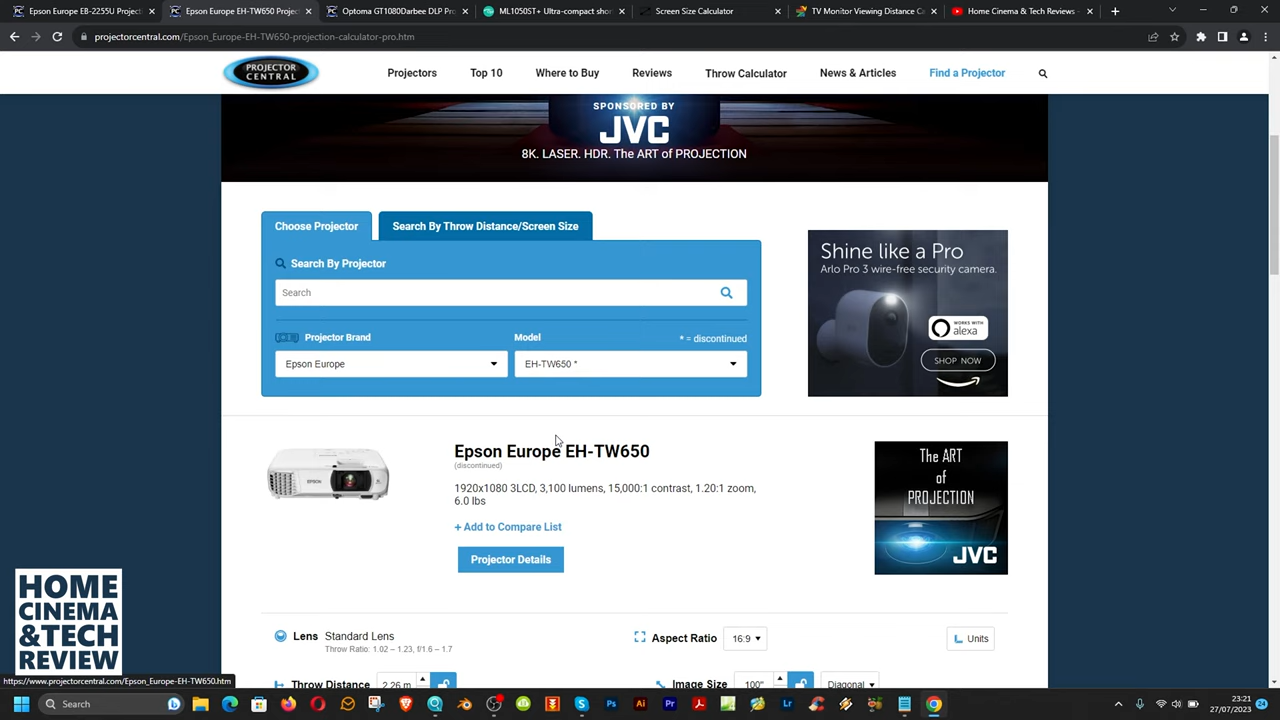 Epson Europe EB-2255U Project
Epson Europe EH-TW650 Projec
Optoma GT1080Darbee DLP Pro
ML1050ST+ Ultra-compact shor
Screen Size Calculator
TV Monitor Viewing Distance Ca
Home Cinema & Tech Reviews -
projectorcentral.com/Epson_Europe-EH-TW650-projection-calculator-pro.htm
PROJECTOR
CENTRAL
Projectors
Top 10
Where to Buy
Reviews
Throw Calculator
News & Articles
Find a Projector
SPONSORED BY
JVC
8K. LASER. HDR. The ART of PROJECTION
Choose Projector
Search By Throw Distance/Screen Size
Search By Projector
Search
Projector Brand
Model
* = discontinued
Epson Europe
EH-TW650 *
Shine like a Pro
Arlo Pro 3 wire-free security camera.
WORKS WITH
alexa
SHOP NOW
Epson Europe EH-TW650
(discontinued)
1920x1080 3LCD, 3,100 lumens, 15,000:1 contrast, 1.20:1 zoom,
6.0 lbs
+ Add to Compare List
Projector Details
EPSON
The ART
of
PROJECTION
JVC
HOME
CINEMA
&TECH
REVIEW
Lens Standard Lens
Throw Ratio: 1.02 – 1.23, f/1.6 – 1.7
Aspect Ratio 16:9
Units
Throw Distance 2.26 m
Image Size 100" Diagonal
https://www.projectorcentral.com/Epson_Europe-EH-TW650.htm
Search
23:21
27/07/2023